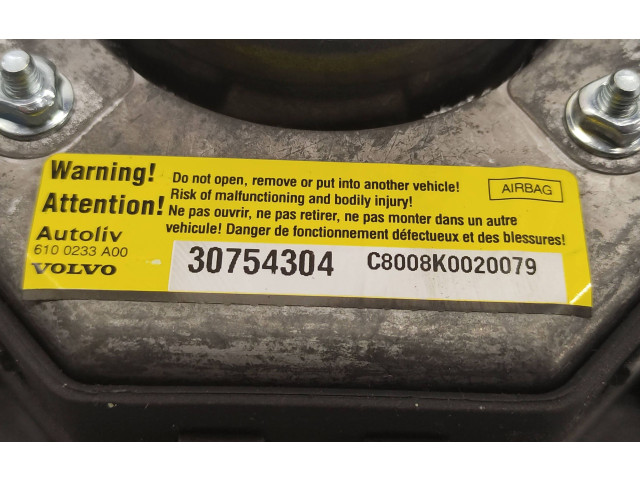 Warning!
Attention!
Do not open, remove or put into another vehicle!
Risk of malfunctioning and bodily injury!
Ne pas ouvrir, ne pas retirer, ne pas monter dans un autre
vehicule! Danger de fonctionnement défectueux et des blessures!
AIRBAG
Autoliv
610 0233 A00
VOLVO
30754304
C8008K0020079